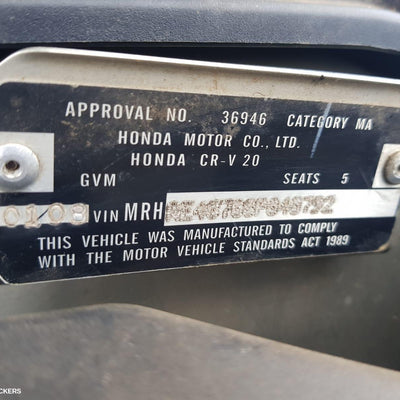 APPROVAL NO. 36946 CATEGORY MA
HONDA MOTOR CO., LTD.
HONDA CR-V 20
GVM SEATS 5
0108 VIN MRH
THIS VEHICLE WAS MANUFACTURED TO COMPLY
WITH THE MOTOR VEHICLE STANDARDS ACT 1989
CKERS